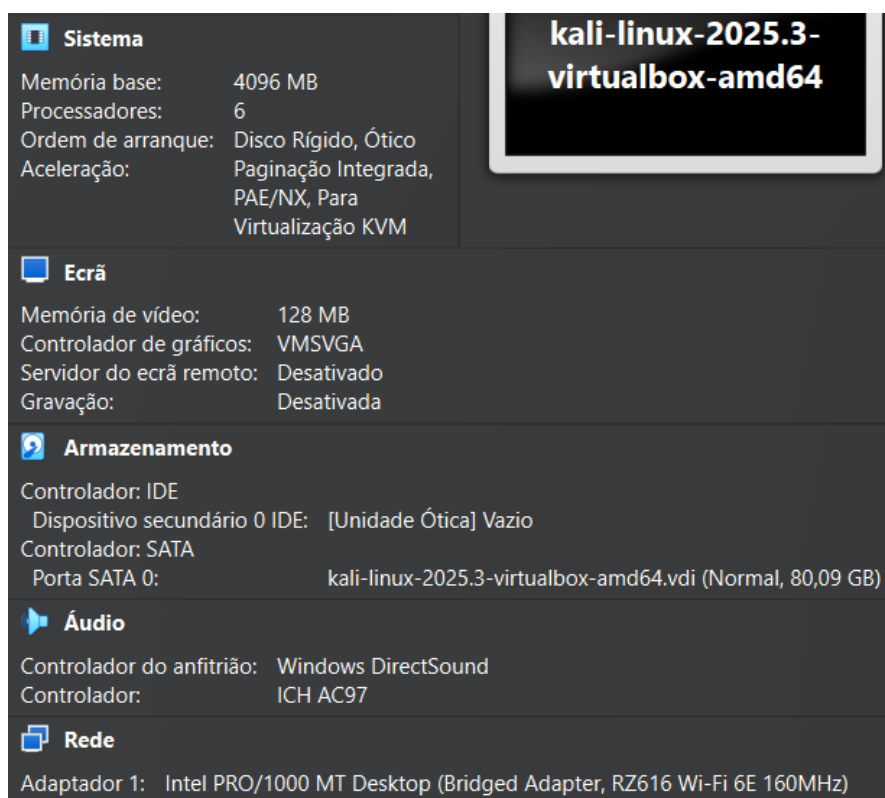 Sistema
Memória base: 4096 MB
Processadores: 6
Ordem de arranque: Disco Rígido, Ótico
Aceleração: Paginação Integrada,
PAE/NX, Para
Virtualização KVM
kali-linux-2025.3-
virtualbox-amd64
Ecrã
Memória de vídeo: 128 MB
Controlador de gráficos: VMSVGA
Servidor do ecrã remoto: Desativado
Gravação: Desativada
Armazenamento
Controlador: IDE
Dispositivo secundário 0 IDE: [Unidade Ótica] Vazio
Controlador: SATA
Porta SATA 0: kali-linux-2025.3-virtualbox-amd64.vdi (Normal, 80,09 GB)
Áudio
Controlador do anfitrião: Windows DirectSound
Controlador: ICH AC97
Rede
Adaptador 1: Intel PRO/1000 MT Desktop (Bridged Adapter, RZ616 Wi-Fi 6E 160MHz)